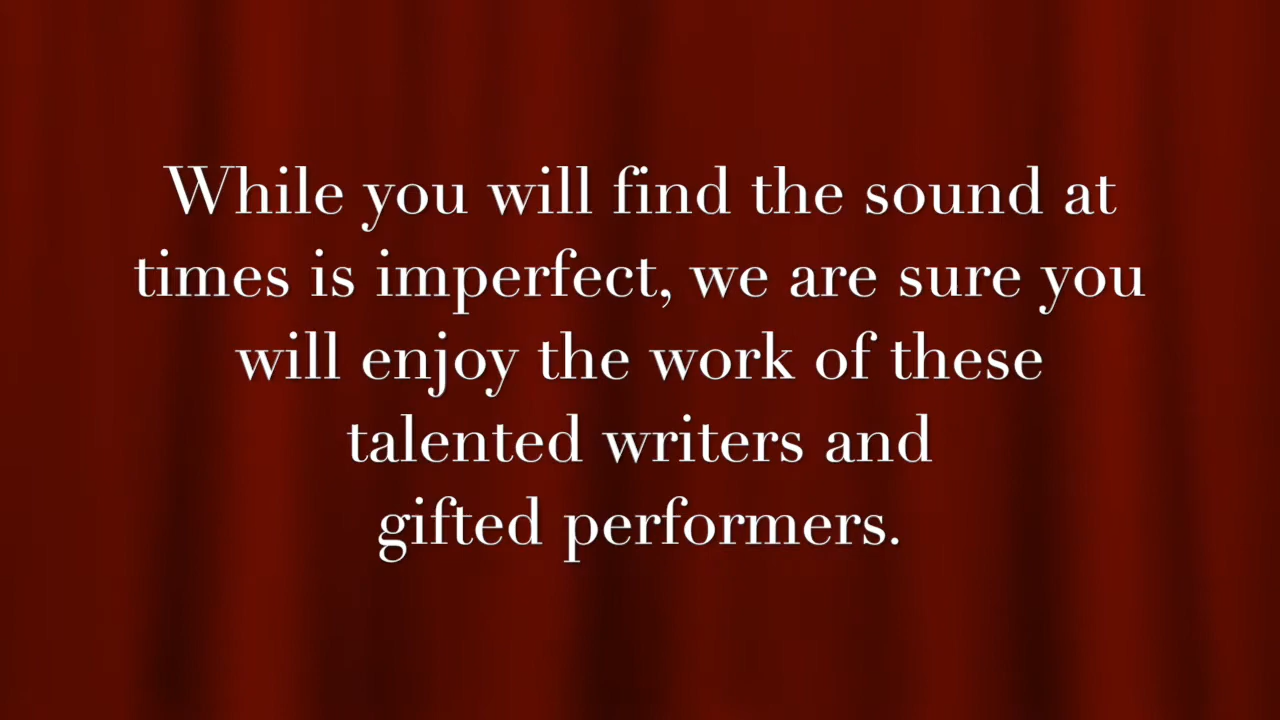 While you will find the sound at
times is imperfect, we are sure you
will enjoy the work of these
talented writers and
gifted performers.